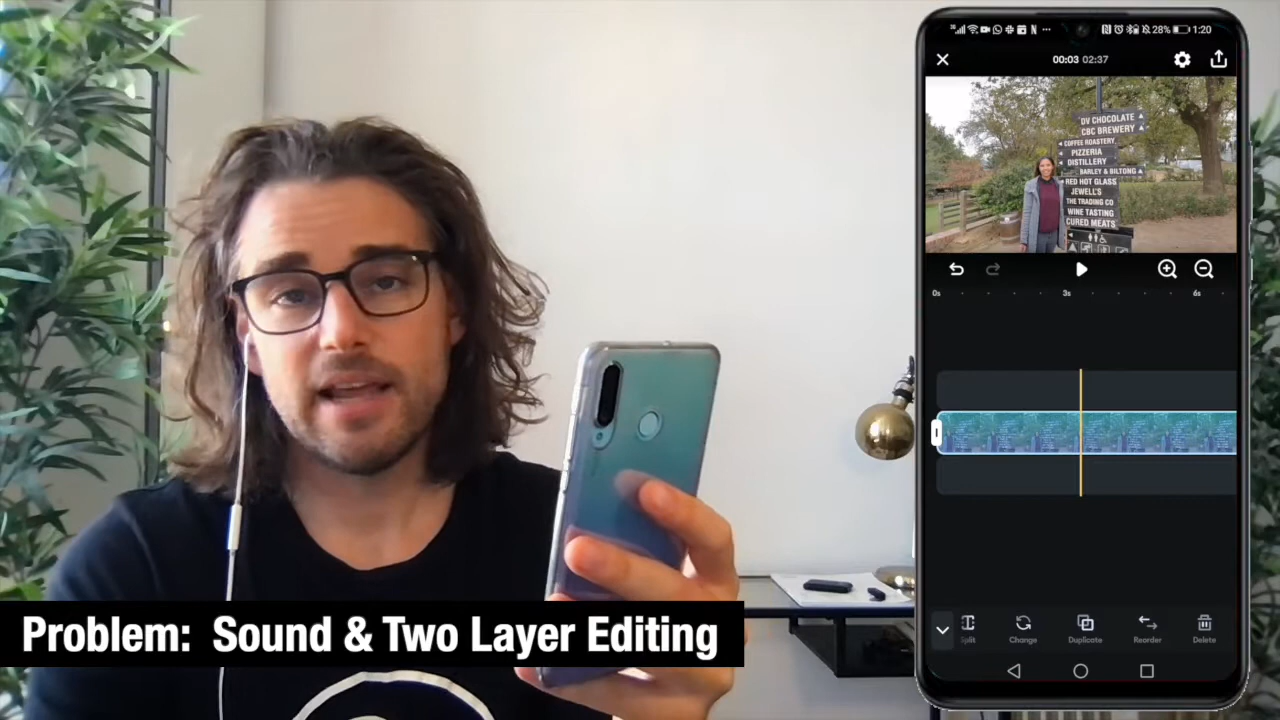 28% 1:20
00:03 02:37
DV CHOCOLATE
CBC BREWERY
COFFEE ROASTERY
PIZZERIA
DISTILLERY
BARLEY & BILTONG
RED HOT GLASS
JEWELL'S
THE TRADING CO
WINE TASTING
CURED MEATS
0s 3s 6s
Split Change Duplicate Reorder Delete
Problem: Sound & Two Layer Editing